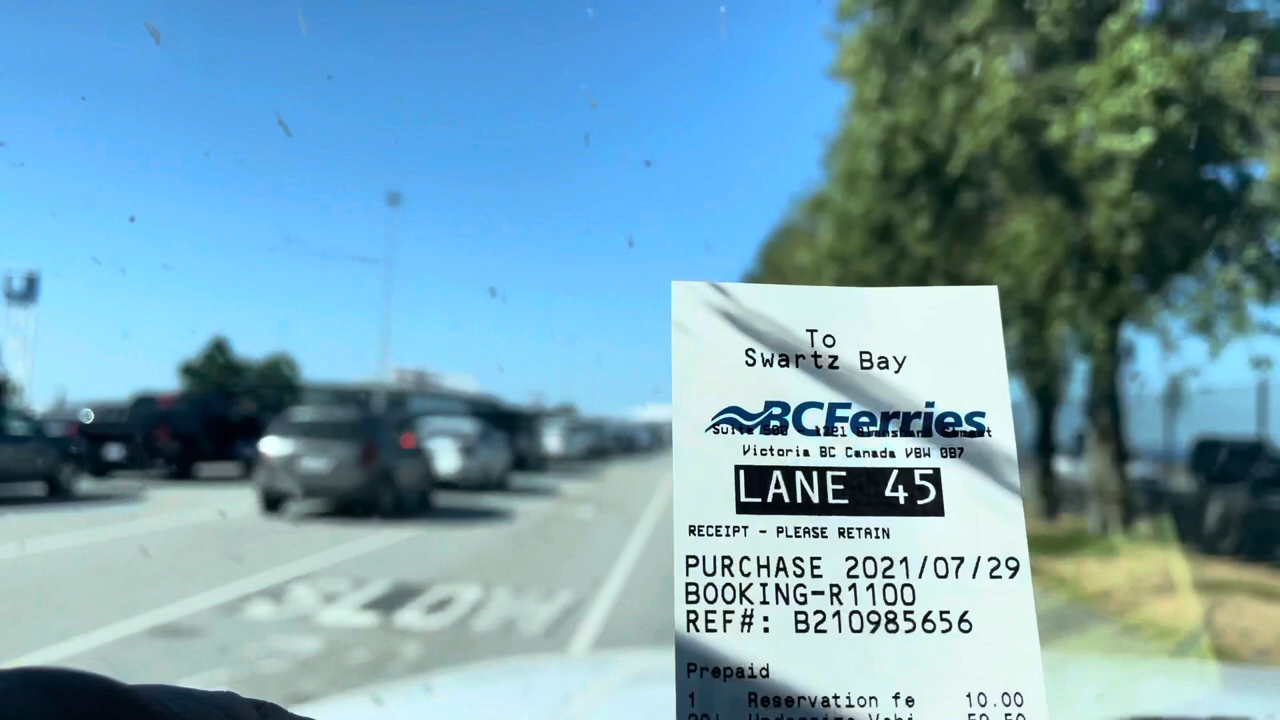 To
Swartz Bay
BCFerries
Victoria BC Canada V8W 0B7
LANE 45
RECEIPT - PLEASE RETAIN
PURCHASE 2021/07/29
BOOKING-R1100
REF#: B210985656
Prepaid
1 Reservation fe 10.00
SLOW